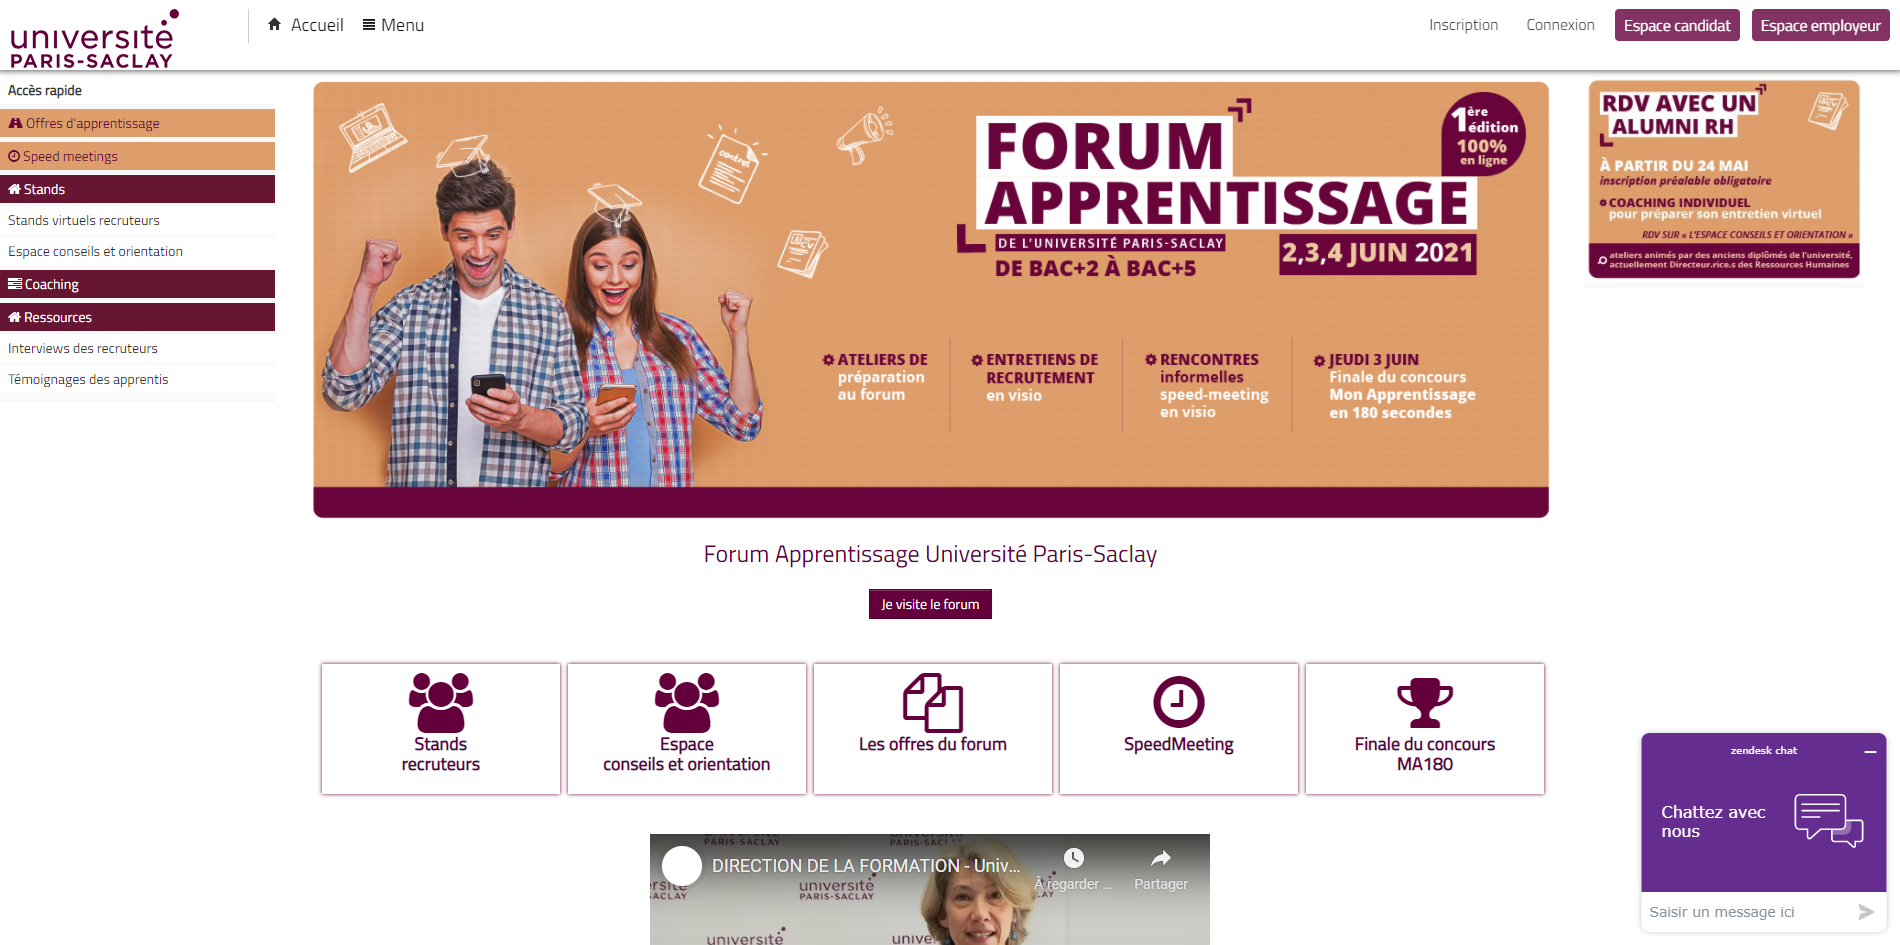 université
PARIS-SACLAY
Accueil
Menu
Inscription
Connexion
Espace candidat
Espace employeur
Accès rapide
Offres d'apprentissage
Speed meetings
Stands
Stands virtuels recruteurs
Espace conseils et orientation
Coaching
Ressources
Interviews des recruteurs
Témoignages des apprentis
contrat
CV
FORUM
APPRENTISSAGE
DE L'UNIVERSITÉ PARIS-SACLAY
DE BAC+2 À BAC+5
2,3,4 JUIN 2021
1ère
édition
100%
en ligne
ATELIERS DE
préparation
au forum
ENTRETIENS DE
RECRUTEMENT
en visio
RENCONTRES
informelles
speed-meeting
en visio
JEUDI 3 JUIN
Finale du concours
Mon Apprentissage
en 180 secondes
RDV AVEC UN
ALUMNI RH
À PARTIR DU 24 MAI
inscription préalable obligatoire
COACHING INDIVIDUEL
pour préparer son entretien virtuel
RDV SUR « L'ESPACE CONSEILS ET ORIENTATION »
ateliers animés par des anciens diplômés de l'université,
actuellement Directeur.rice.s des Ressources Humaines
Forum Apprentissage Université Paris-Saclay
Je visite le forum
Stands
recruteurs
Espace
conseils et orientation
Les offres du forum
SpeedMeeting
Finale du concours
MA180
DIRECTION DE LA FORMATION - Univ...
À regarder ...
Partager
PARIS-SACLAY
PARIS-SACLAY
université
PARIS-SACLAY
université
zendesk chat
Chattez avec
nous
Saisir un message ici